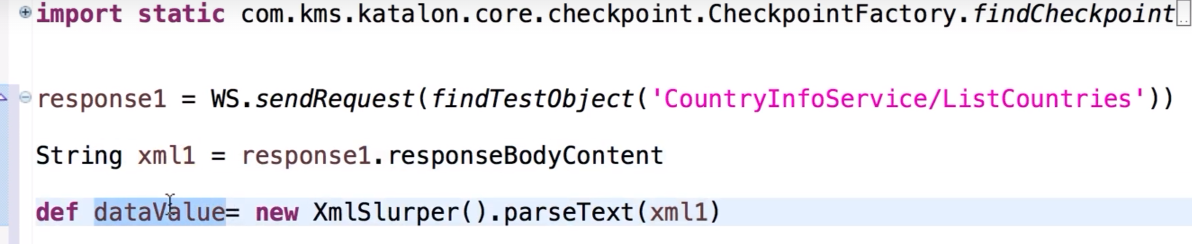 import static com.kms.katalon.core.checkpoint.CheckpointFactory.findCheckpoint
response1 = WS.sendRequest(findTestObject('CountryInfoService/ListCountries'))
String xml1 = response1.responseBodyContent
def dataValue= new XmlSlurper().parseText(xml1)